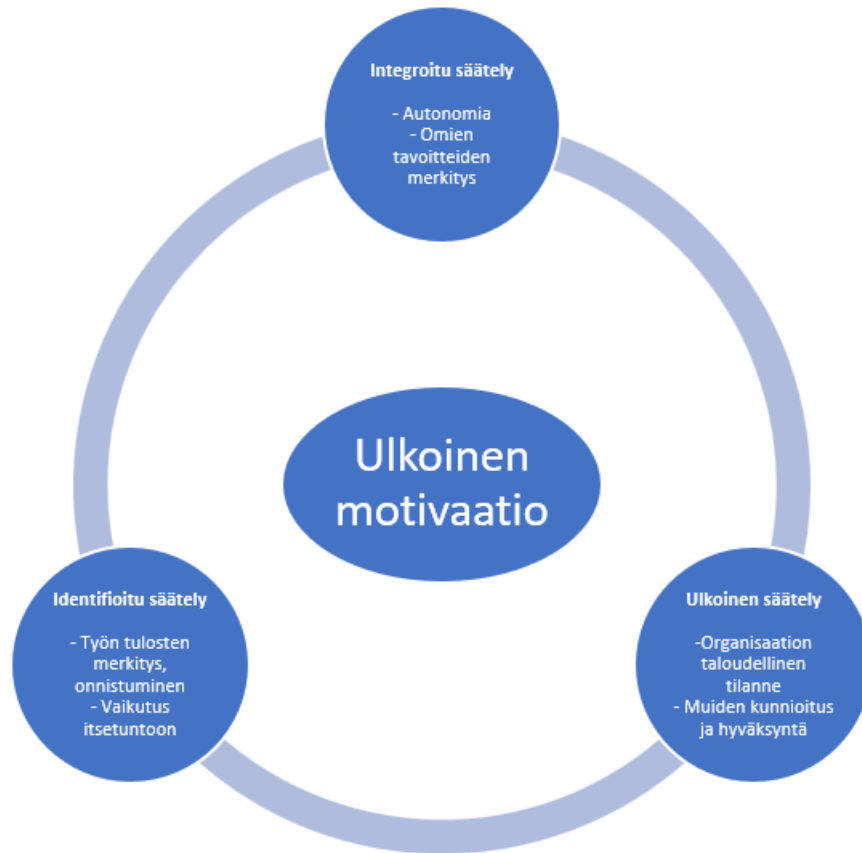 Integroitu säätely
- Autonomia
- Omien
tavoitteiden
merkitys
Ulkoinen
motivaatio
Identifioitu säätely
- Työn tulosten
merkitys,
onnistuminen
- Vaikutus
itsetuntoon
Ulkoinen säätely
-Organisaation
taloudellinen
tilanne
- Muiden kunnioitus
ja hyväksyntä